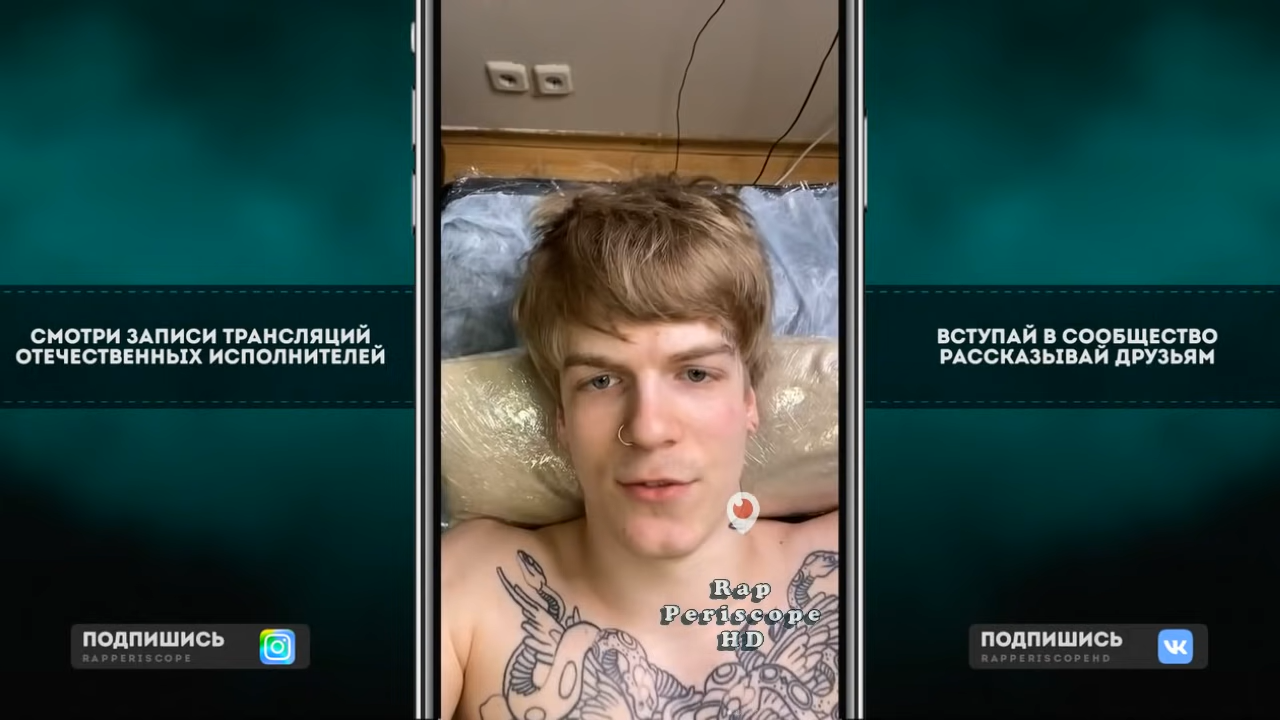 СМОТРИ ЗАПИСИ ТРАНСЛЯЦИЙ
ОТЕЧЕСТВЕННЫХ ИСПОЛНИТЕЛЕЙ
ВСТУПАЙ В СООБЩЕСТВО
РАССКАЗЫВАЙ ДРУЗЬЯМ
Rap
Periscope
HD
ПОДПИШИСЬ
RAPPERISCOPE
ПОДПИШИСЬ
RAPPERISCOPEHD